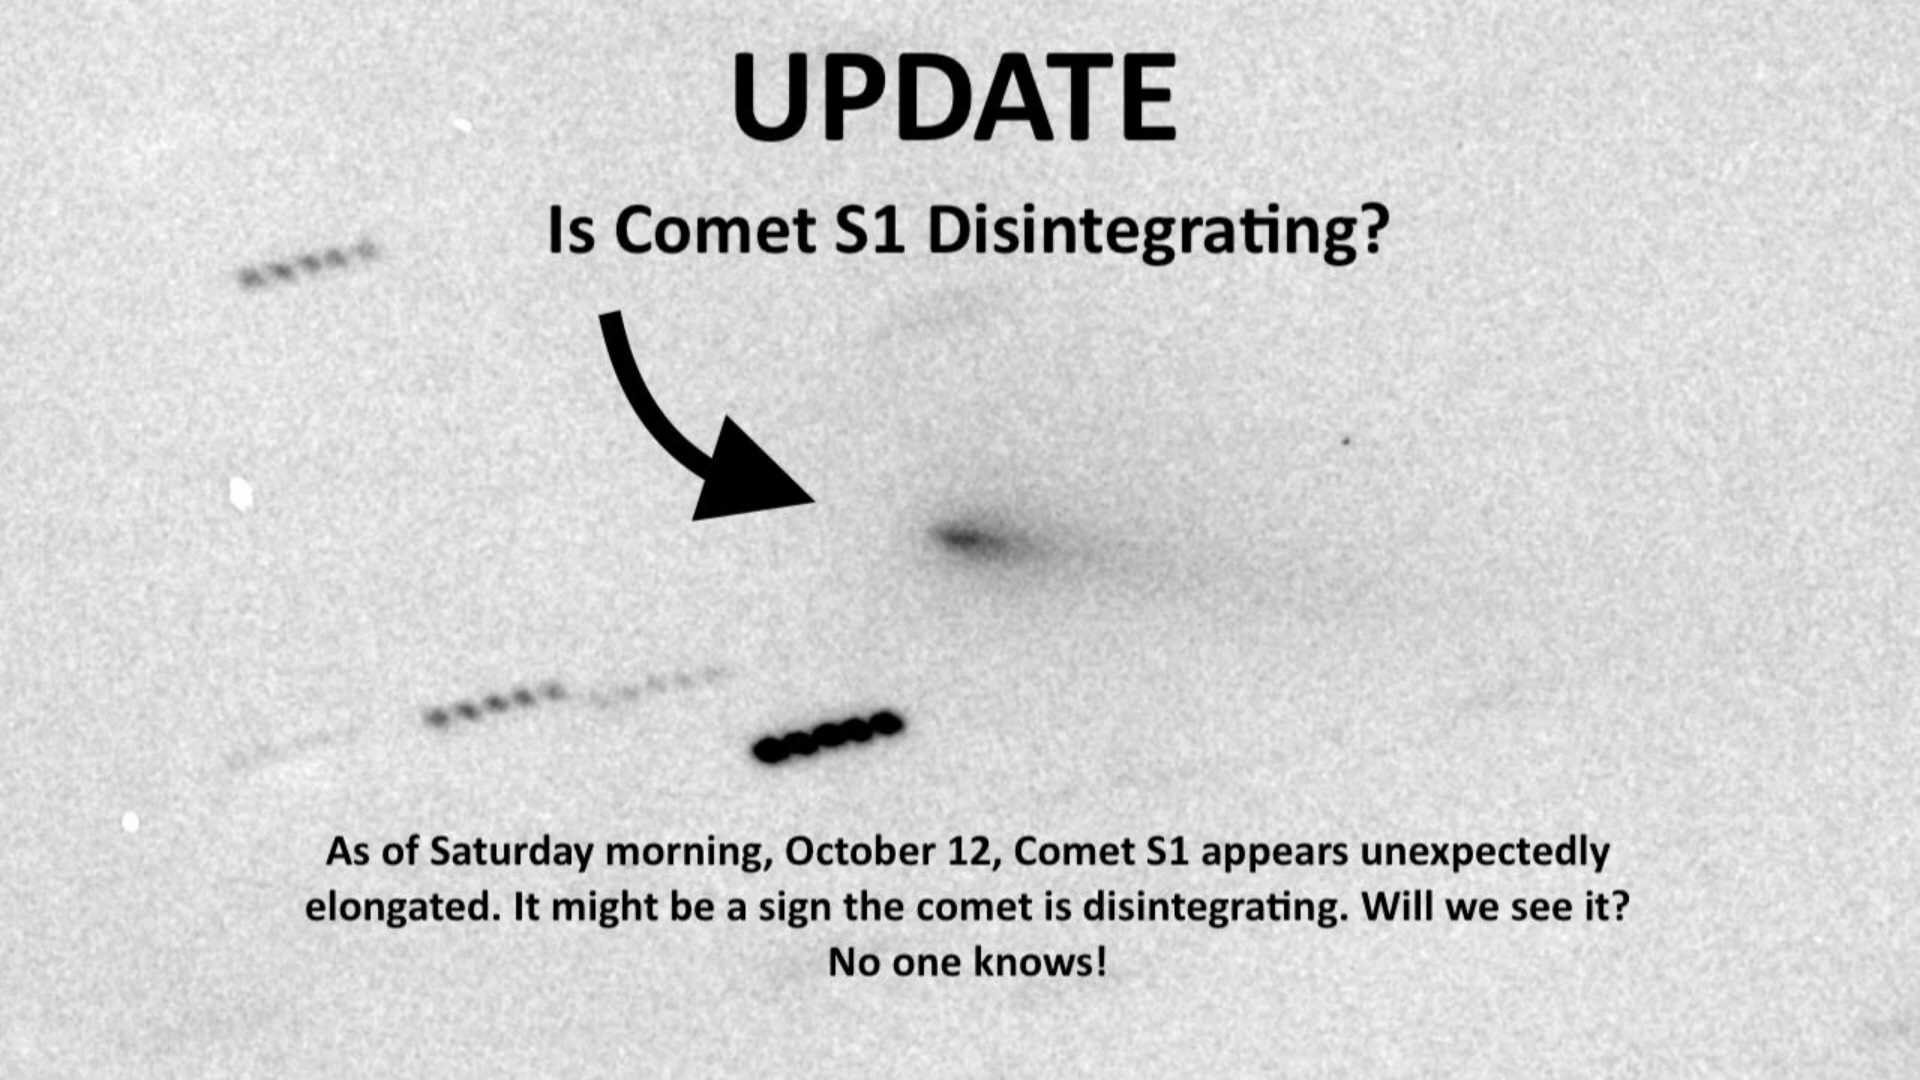 UPDATE
Is Comet S1 Disintegrating?
As of Saturday morning, October 12, Comet S1 appears unexpectedly
elongated. It might be a sign the comet is disintegrating. Will we see it?
No one knows!